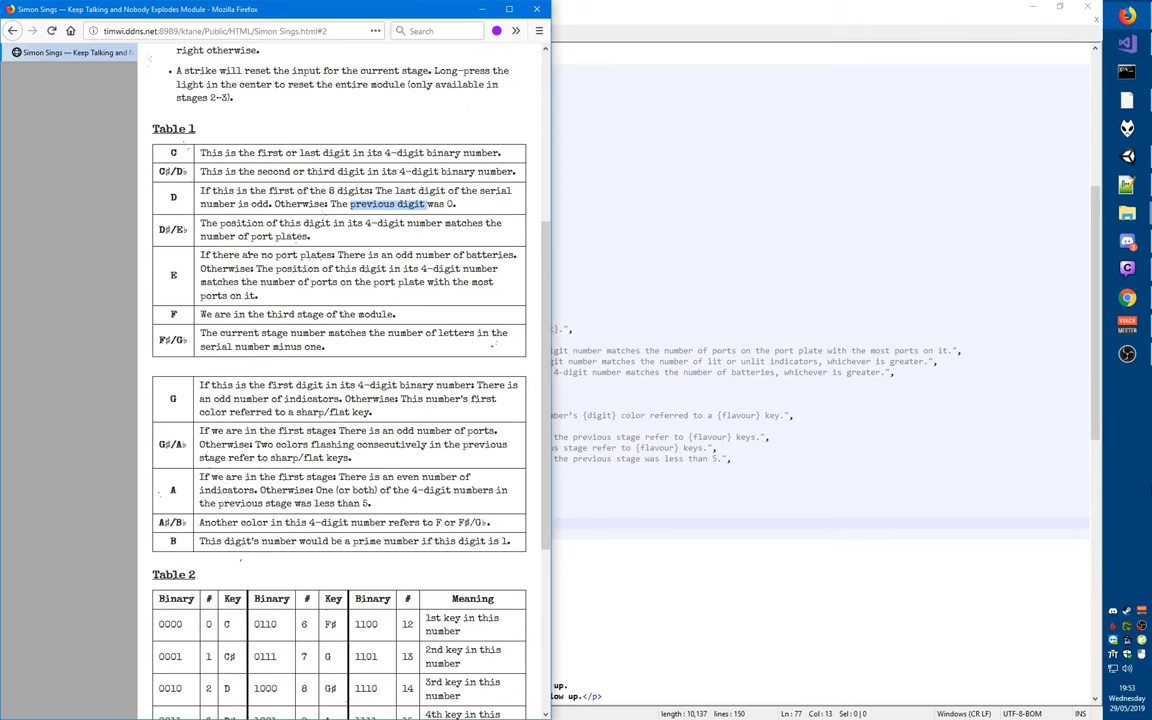 Simon Sings — Keep Talking and Nobody Explodes Module - Mozilla Firefox
timwi.ddns.net:8989/ktane/Public/HTML/Simon Sings.html#2
Search
Simon Sings — Keep Talking and
right otherwise.
• A strike will reset the input for the current stage. Long-press the
light in the center to reset the entire module (only available in
stages 2-3).
Table 1
C This is the first or last digit in its 4-digit binary number.
C♯/D♭ This is the second or third digit in its 4-digit binary number.
D If this is the first of the 8 digits: The last digit of the serial
number is odd. Otherwise: The previous digit was 0.
D♯/E♭ The position of this digit in its 4-digit number matches the
number of port plates.
E If there are no port plates: There is an odd number of batteries.
Otherwise: The position of this digit in its 4-digit number
matches the number of ports on the port plate with the most
ports on it.
F We are in the third stage of the module.
F♯/G♭ The current stage number matches the number of letters in the
serial number minus one.
G If this is the first digit in its 4-digit binary number: There is
an odd number of indicators. Otherwise: This number's first
color referred to a sharp/flat key.
G♯/A♭ If we are in the first stage: There is an odd number of ports.
Otherwise: Two colors flashing consecutively in the previous
stage refer to sharp/flat keys.
A If we are in the first stage: There is an even number of
indicators. Otherwise: One (or both) of the 4-digit numbers in
the previous stage was less than 5.
A♯/B♭ Another color in this 4-digit number refers to F or F♯/G♭.
B This digit's number would be a prime number if this digit is 1.
Table 2
Binary # Key Binary # Key Binary # Meaning
0000 0 C 0110 6 F♯ 1100 12 1st key in this
number
0001 1 C♯ 0111 7 G 1101 13 2nd key in this
number
0010 2 D 1000 8 G♯ 1110 14 3rd key in this
number
4th key in this
}.",
igit number matches the number of ports on the port plate with the most ports on it.",
git number matches the number of lit or unlit indicators, whichever is greater.",
4-digit number matches the number of batteries, whichever is greater.",
mber's {digit} color referred to a {flavour} key.",
the previous stage refer to {flavour} keys.",
us stage refer to {flavour} keys.",
the previous stage was less than 5.",
up.
low up.</p>
length : 10,137 lines : 150
Ln : 77 Col : 13 Sel : 0 | 0
Windows (CR LF)
UTF-8-BOM
INS
VOICE
MEETER
19:53
Wednesday
29/05/2019